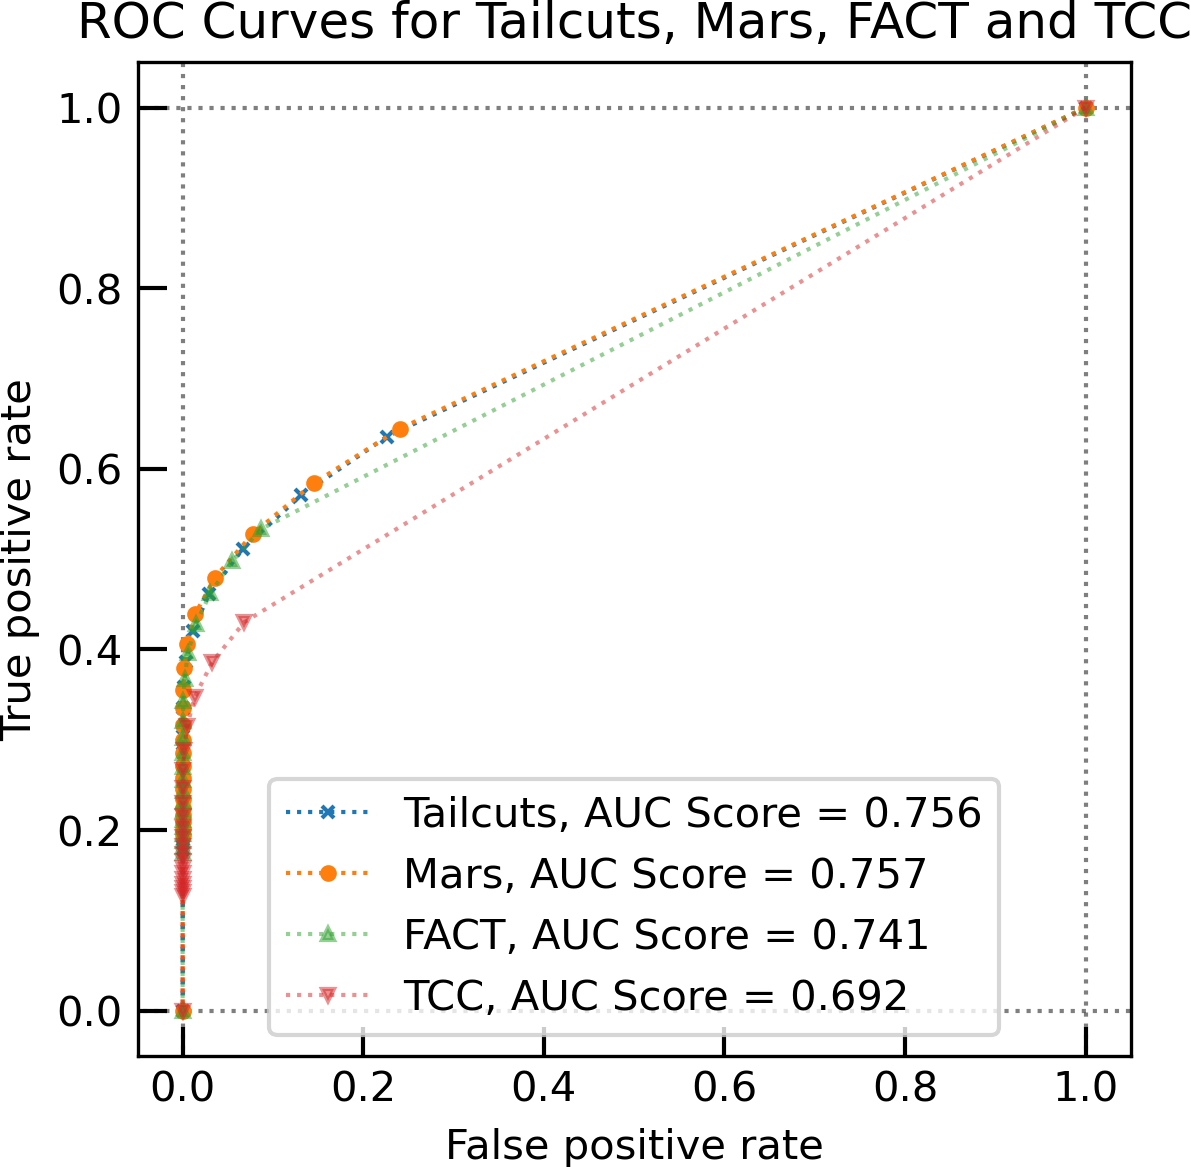 ROC Curves for Tailcuts, Mars, FACT and TCC
1.0
0.8
0.6
0.4
0.2
0.0
True positive rate
Tailcuts, AUC Score = 0.756
Mars, AUC Score = 0.757
FACT, AUC Score = 0.741
TCC, AUC Score = 0.692
0.0 0.2 0.4 0.6 0.8 1.0
False positive rate